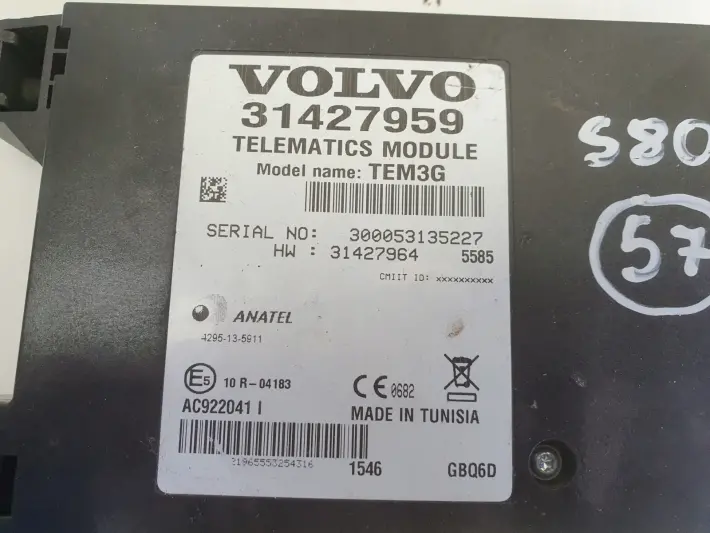 VOLVO
31427959
TELEMATICS MODULE
Model name: TEM3G
SERIAL NO: 300053135227
HW : 31427964 5585
CMIIT ID: xxxxxxxxxx
ANATEL
4295-13-5911
E5 10 R-04183
CE 0682
AC922041 I
MADE IN TUNISIA
1546 GBQ6D
S80
57